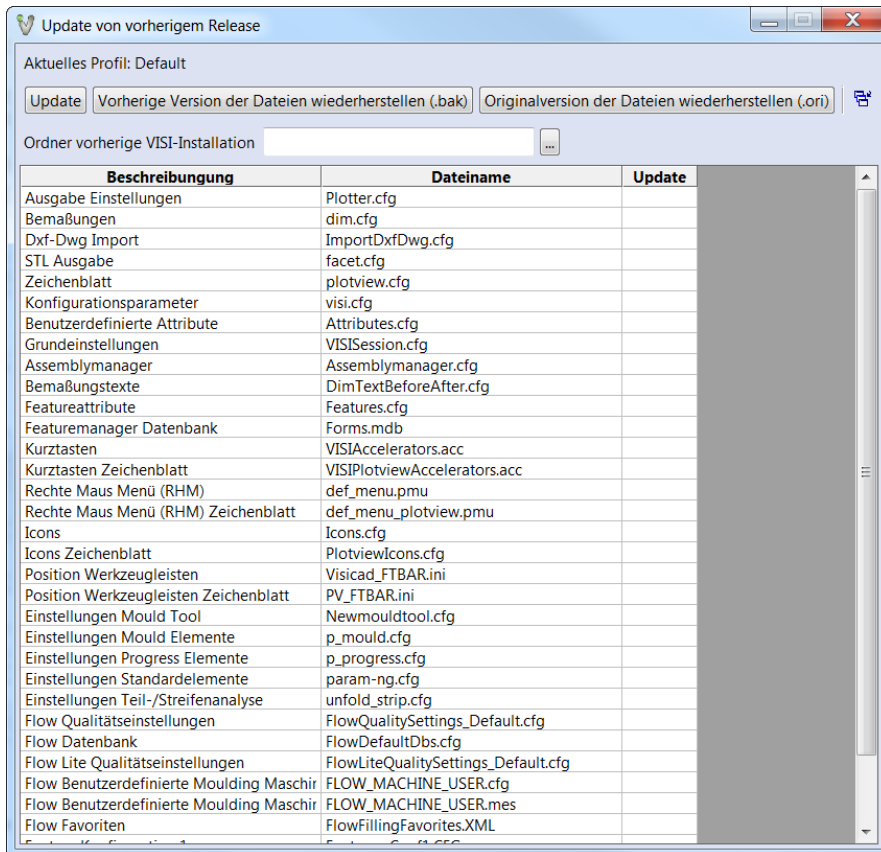 Update von vorherigem Release
Aktuelles Profil: Default
Update Vorherige Version der Dateien wiederherstellen (.bak) Originalversion der Dateien wiederherstellen (.ori)
Ordner vorherige VISI-Installation ...
Beschreibungung Dateiname Update
Ausgabe Einstellungen Plotter.cfg
Bemaßungen dim.cfg
Dxf-Dwg Import ImportDxfDwg.cfg
STL Ausgabe facet.cfg
Zeichenblatt plotview.cfg
Konfigurationsparameter visi.cfg
Benutzerdefinierte Attribute Attributes.cfg
Grundeinstellungen VISISession.cfg
Assemblymanager Assemblymanager.cfg
Bemaßungstexte DimTextBeforeAfter.cfg
Featureattribute Features.cfg
Featuremanager Datenbank Forms.mdb
Kurztasten VISIAccelerators.acc
Kurztasten Zeichenblatt VISIPlotviewAccelerators.acc
Rechte Maus Menü (RHM) def_menu.pmu
Rechte Maus Menü (RHM) Zeichenblatt def_menu_plotview.pmu
Icons Icons.cfg
Icons Zeichenblatt PlotviewIcons.cfg
Position Werkzeugleisten Visicad_FTBAR.ini
Position Werkzeugleisten Zeichenblatt PV_FTBAR.ini
Einstellungen Mould Tool Newmouldtool.cfg
Einstellungen Mould Elemente p_mould.cfg
Einstellungen Progress Elemente p_progress.cfg
Einstellungen Standardelemente param-ng.cfg
Einstellungen Teil-/Streifenanalyse unfold_strip.cfg
Flow Qualitätseinstellungen FlowQualitySettings_Default.cfg
Flow Datenbank FlowDefaultDbs.cfg
Flow Lite Qualitätseinstellungen FlowLiteQualitySettings_Default.cfg
Flow Benutzerdefinierte Moulding Maschir FLOW_MACHINE_USER.cfg
Flow Benutzerdefinierte Moulding Maschir FLOW_MACHINE_USER.mes
Flow Favoriten FlowFillingFavorites.XML